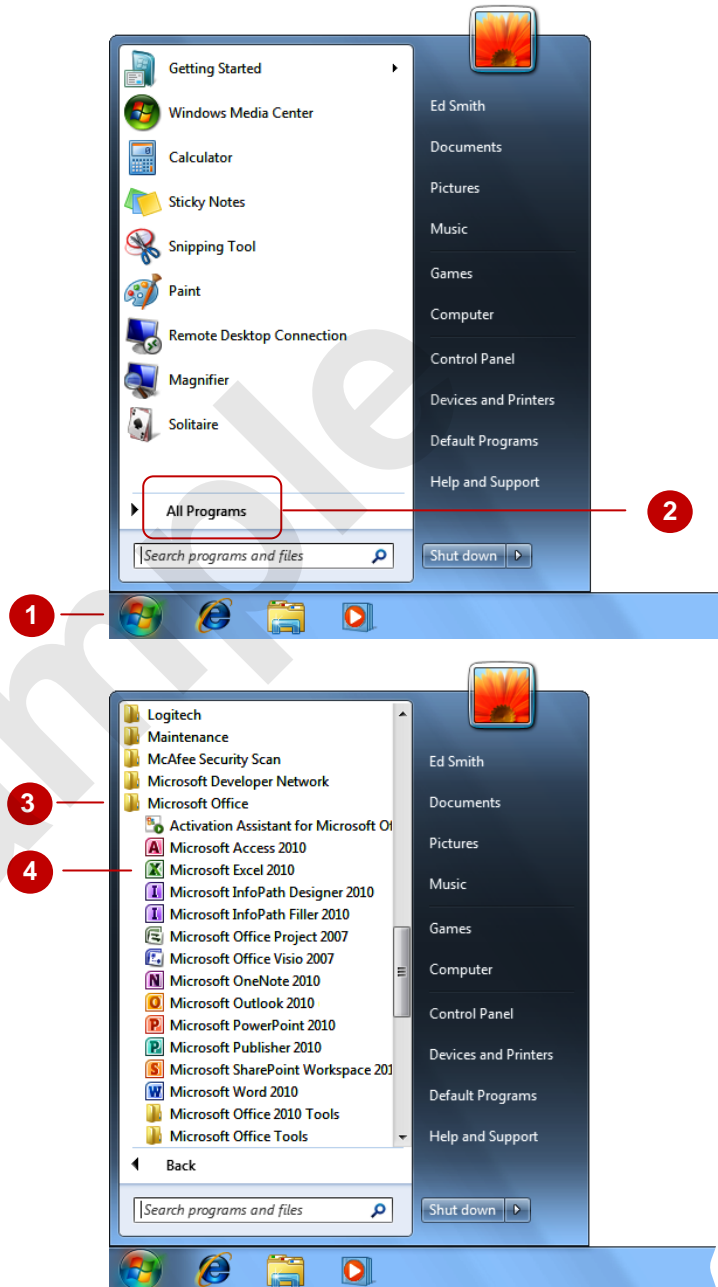 Getting Started
Windows Media Center
Calculator
Sticky Notes
Snipping Tool
Paint
Remote Desktop Connection
Magnifier
Solitaire
All Programs
Search programs and files
Ed Smith
Documents
Pictures
Music
Games
Computer
Control Panel
Devices and Printers
Default Programs
Help and Support
Shut down
2
1
Logitech
Maintenance
McAfee Security Scan
Microsoft Developer Network
3
Microsoft Office
Activation Assistant for Microsoft Of
Microsoft Access 2010
4
Microsoft Excel 2010
Microsoft InfoPath Designer 2010
Microsoft InfoPath Filler 2010
Microsoft Office Project 2007
Microsoft Office Visio 2007
Microsoft OneNote 2010
Microsoft Outlook 2010
Microsoft PowerPoint 2010
Microsoft Publisher 2010
Microsoft SharePoint Workspace 201
Microsoft Word 2010
Microsoft Office 2010 Tools
Microsoft Office Tools
Back
Search programs and files
Ed Smith
Documents
Pictures
Music
Games
Computer
Control Panel
Devices and Printers
Default Programs
Help and Support
Shut down
ample